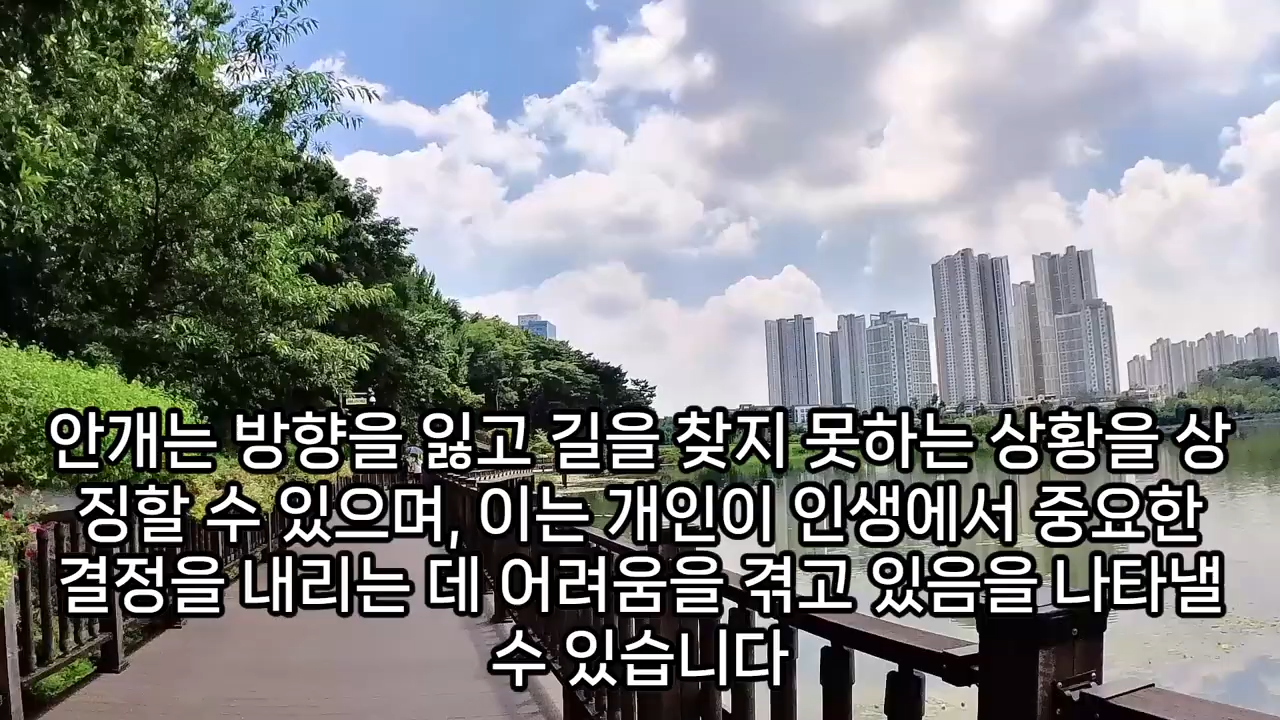 안개는 방향을 잃고 길을 찾지 못하는 상황을 상
징할 수 있으며, 이는 개인이 인생에서 중요한
결정을 내리는 데 어려움을 겪고 있음을 나타낼
수 있습니다